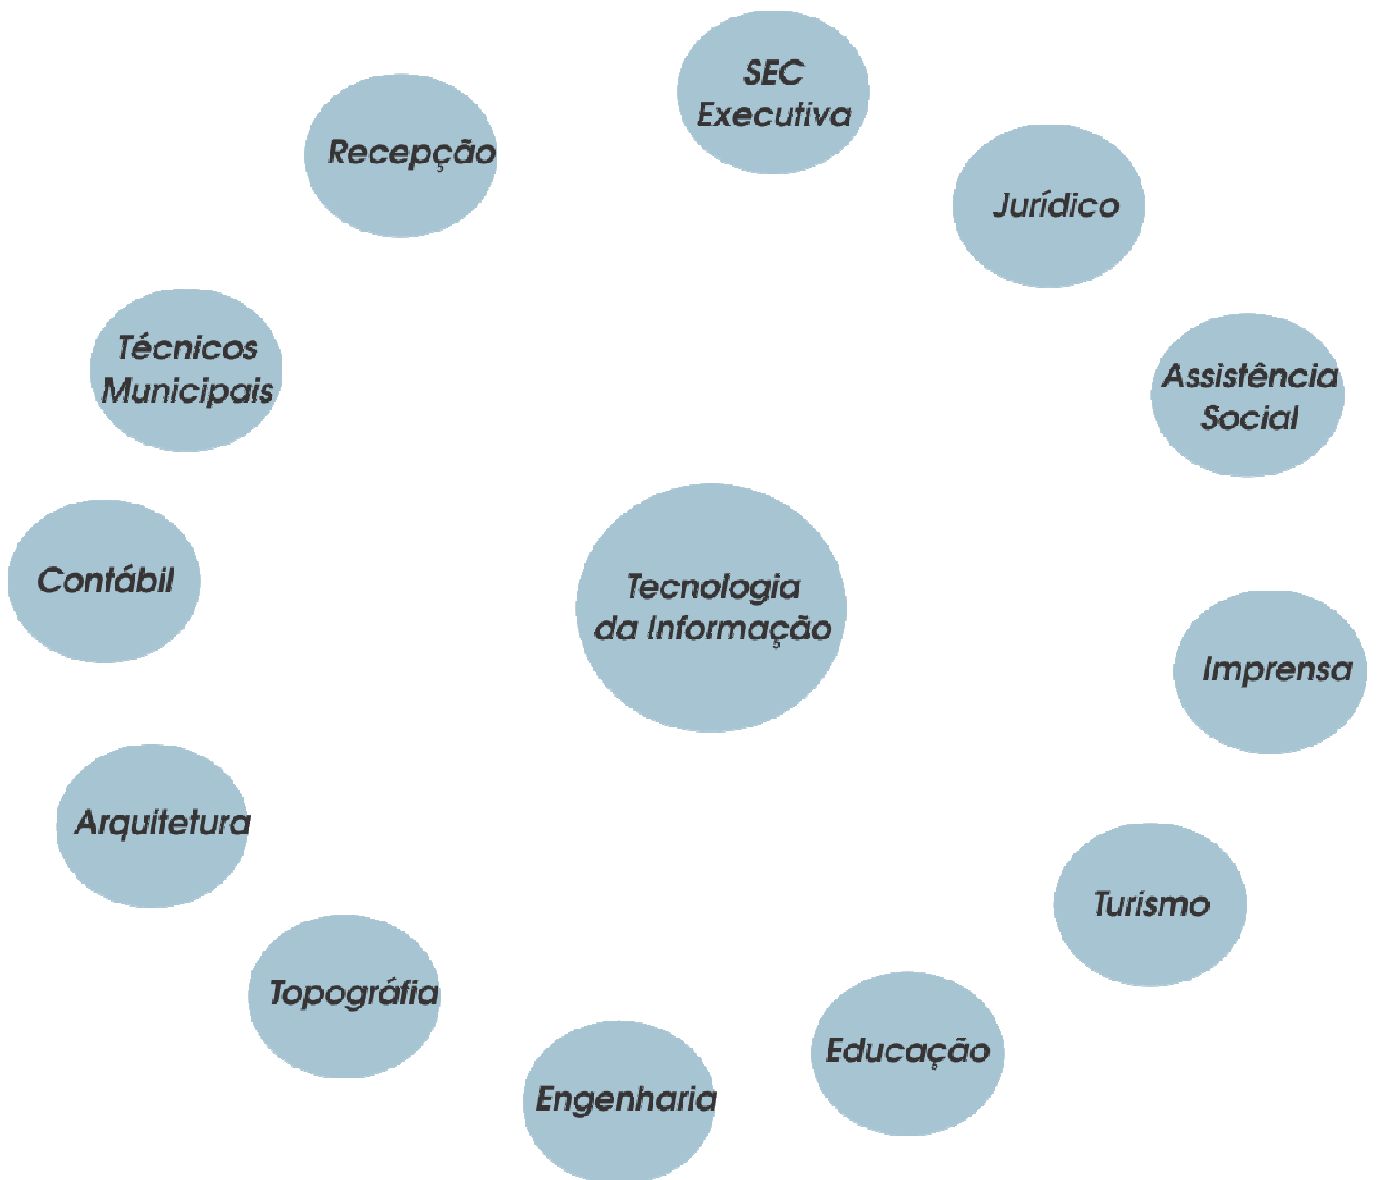 SEC
Executiva
Recepção
Jurídico
Técnicos
Municipais
Assistência
Social
Contábil
Tecnologia
da Informação
Imprensa
Arquitetura
Turismo
Topográfia
Educação
Engenharia